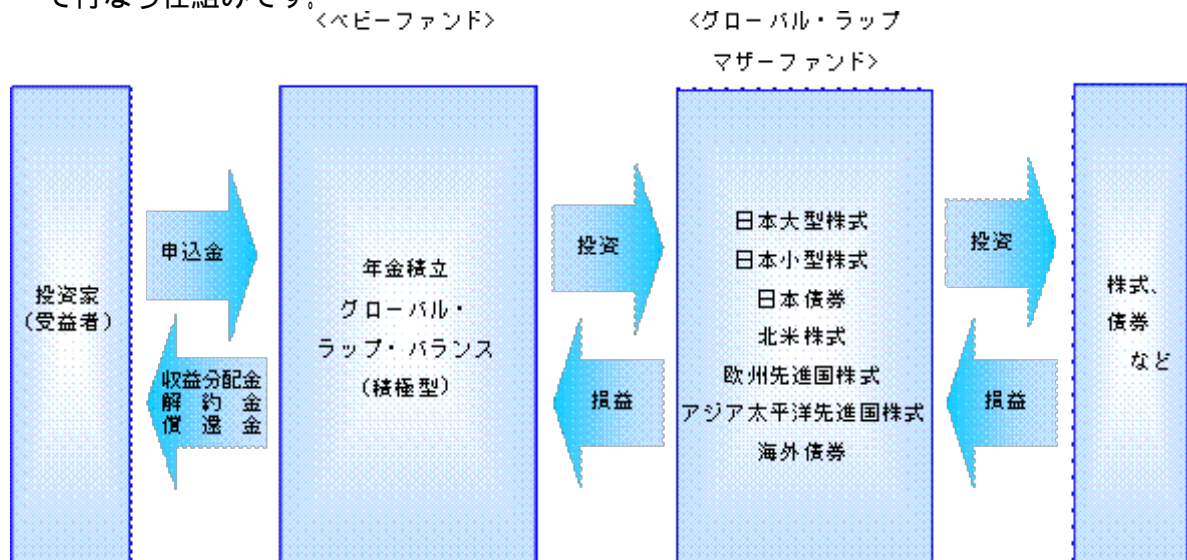 で行なう仕組みです。
<ベビーファンド>
<グローバル・ラップ
マザーファンド>
投資家
(受益者)
申込金
収益分配金
解約金
償還金
年金積立
グローバル・
ラップ・バランス
(積極型)
投資
損益
日本大型株式
日本小型株式
日本債券
北米株式
欧州先進国株式
アジア太平洋先進国株式
海外債券
投資
損益
株式、
債券
など